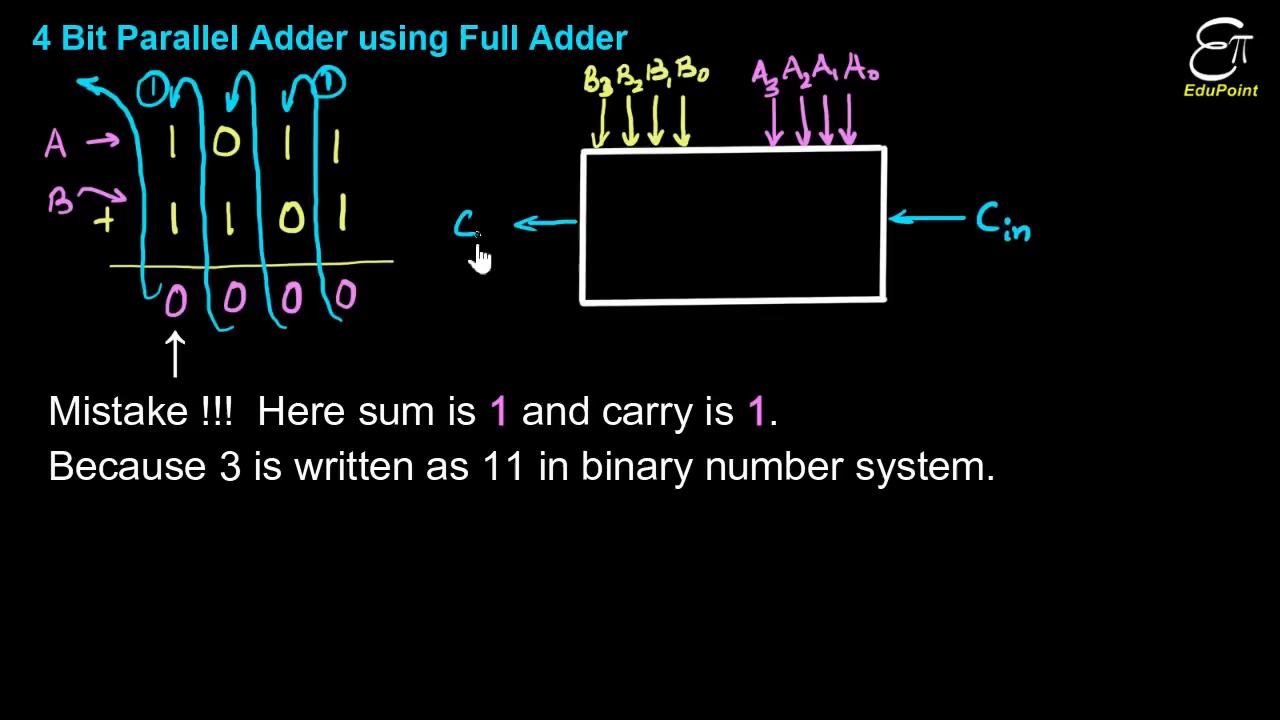 4 Bit Parallel Adder using Full Adder
Eπ
EduPoint
1 1
A → 1 0 1 1
B → + 1 1 0 1
0 0 0 0
B3 B2 B1 B0 A3 A2 A1 A0
C
Cin
Mistake !!! Here sum is 1 and carry is 1.
Because 3 is written as 11 in binary number system.